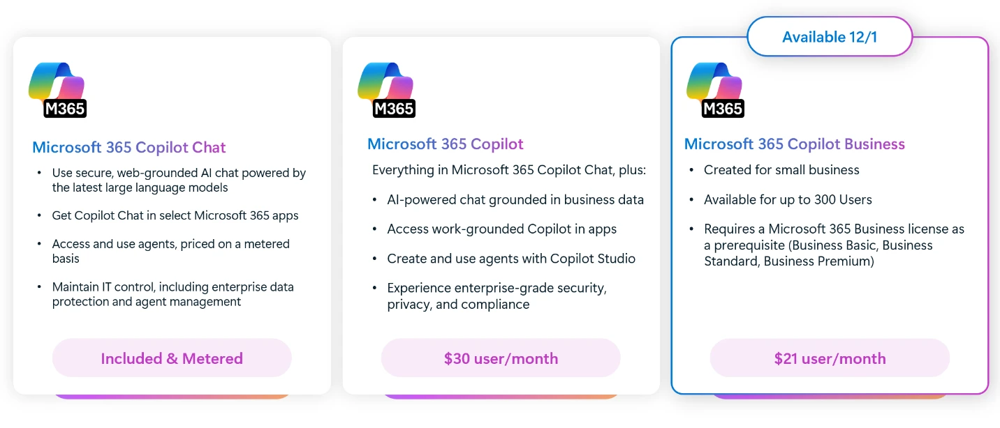 M365
Microsoft 365 Copilot Chat
• Use secure, web-grounded AI chat powered by
the latest large language models
• Get Copilot Chat in select Microsoft 365 apps
• Access and use agents, priced on a metered
basis
• Maintain IT control, including enterprise data
protection and agent management
Included & Metered
M365
Microsoft 365 Copilot
Everything in Microsoft 365 Copilot Chat, plus:
• AI-powered chat grounded in business data
• Access work-grounded Copilot in apps
• Create and use agents with Copilot Studio
• Experience enterprise-grade security,
privacy, and compliance
$30 user/month
Available 12/1
M365
Microsoft 365 Copilot Business
• Created for small business
• Available for up to 300 Users
• Requires a Microsoft 365 Business license as
a prerequisite (Business Basic, Business
Standard, Business Premium)
$21 user/month